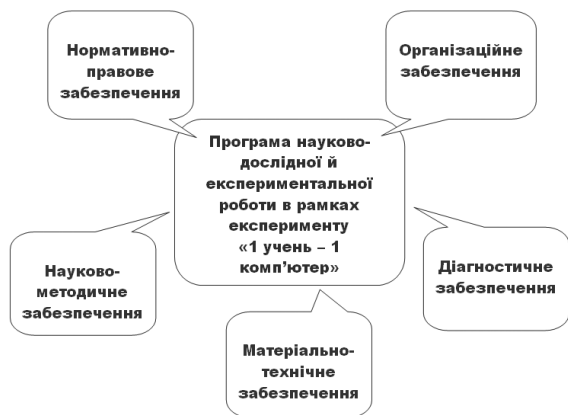 Нормативно-
правове
забезпечення
Організаційне
забезпечення
Програма науково-
дослідної й
експериментальної
роботи в рамках
експерименту
«1 учень – 1
комп’ютер»
Науково-
методичне
забезпечення
Діагностичне
забезпечення
Матеріально-
технічне
забезпечення